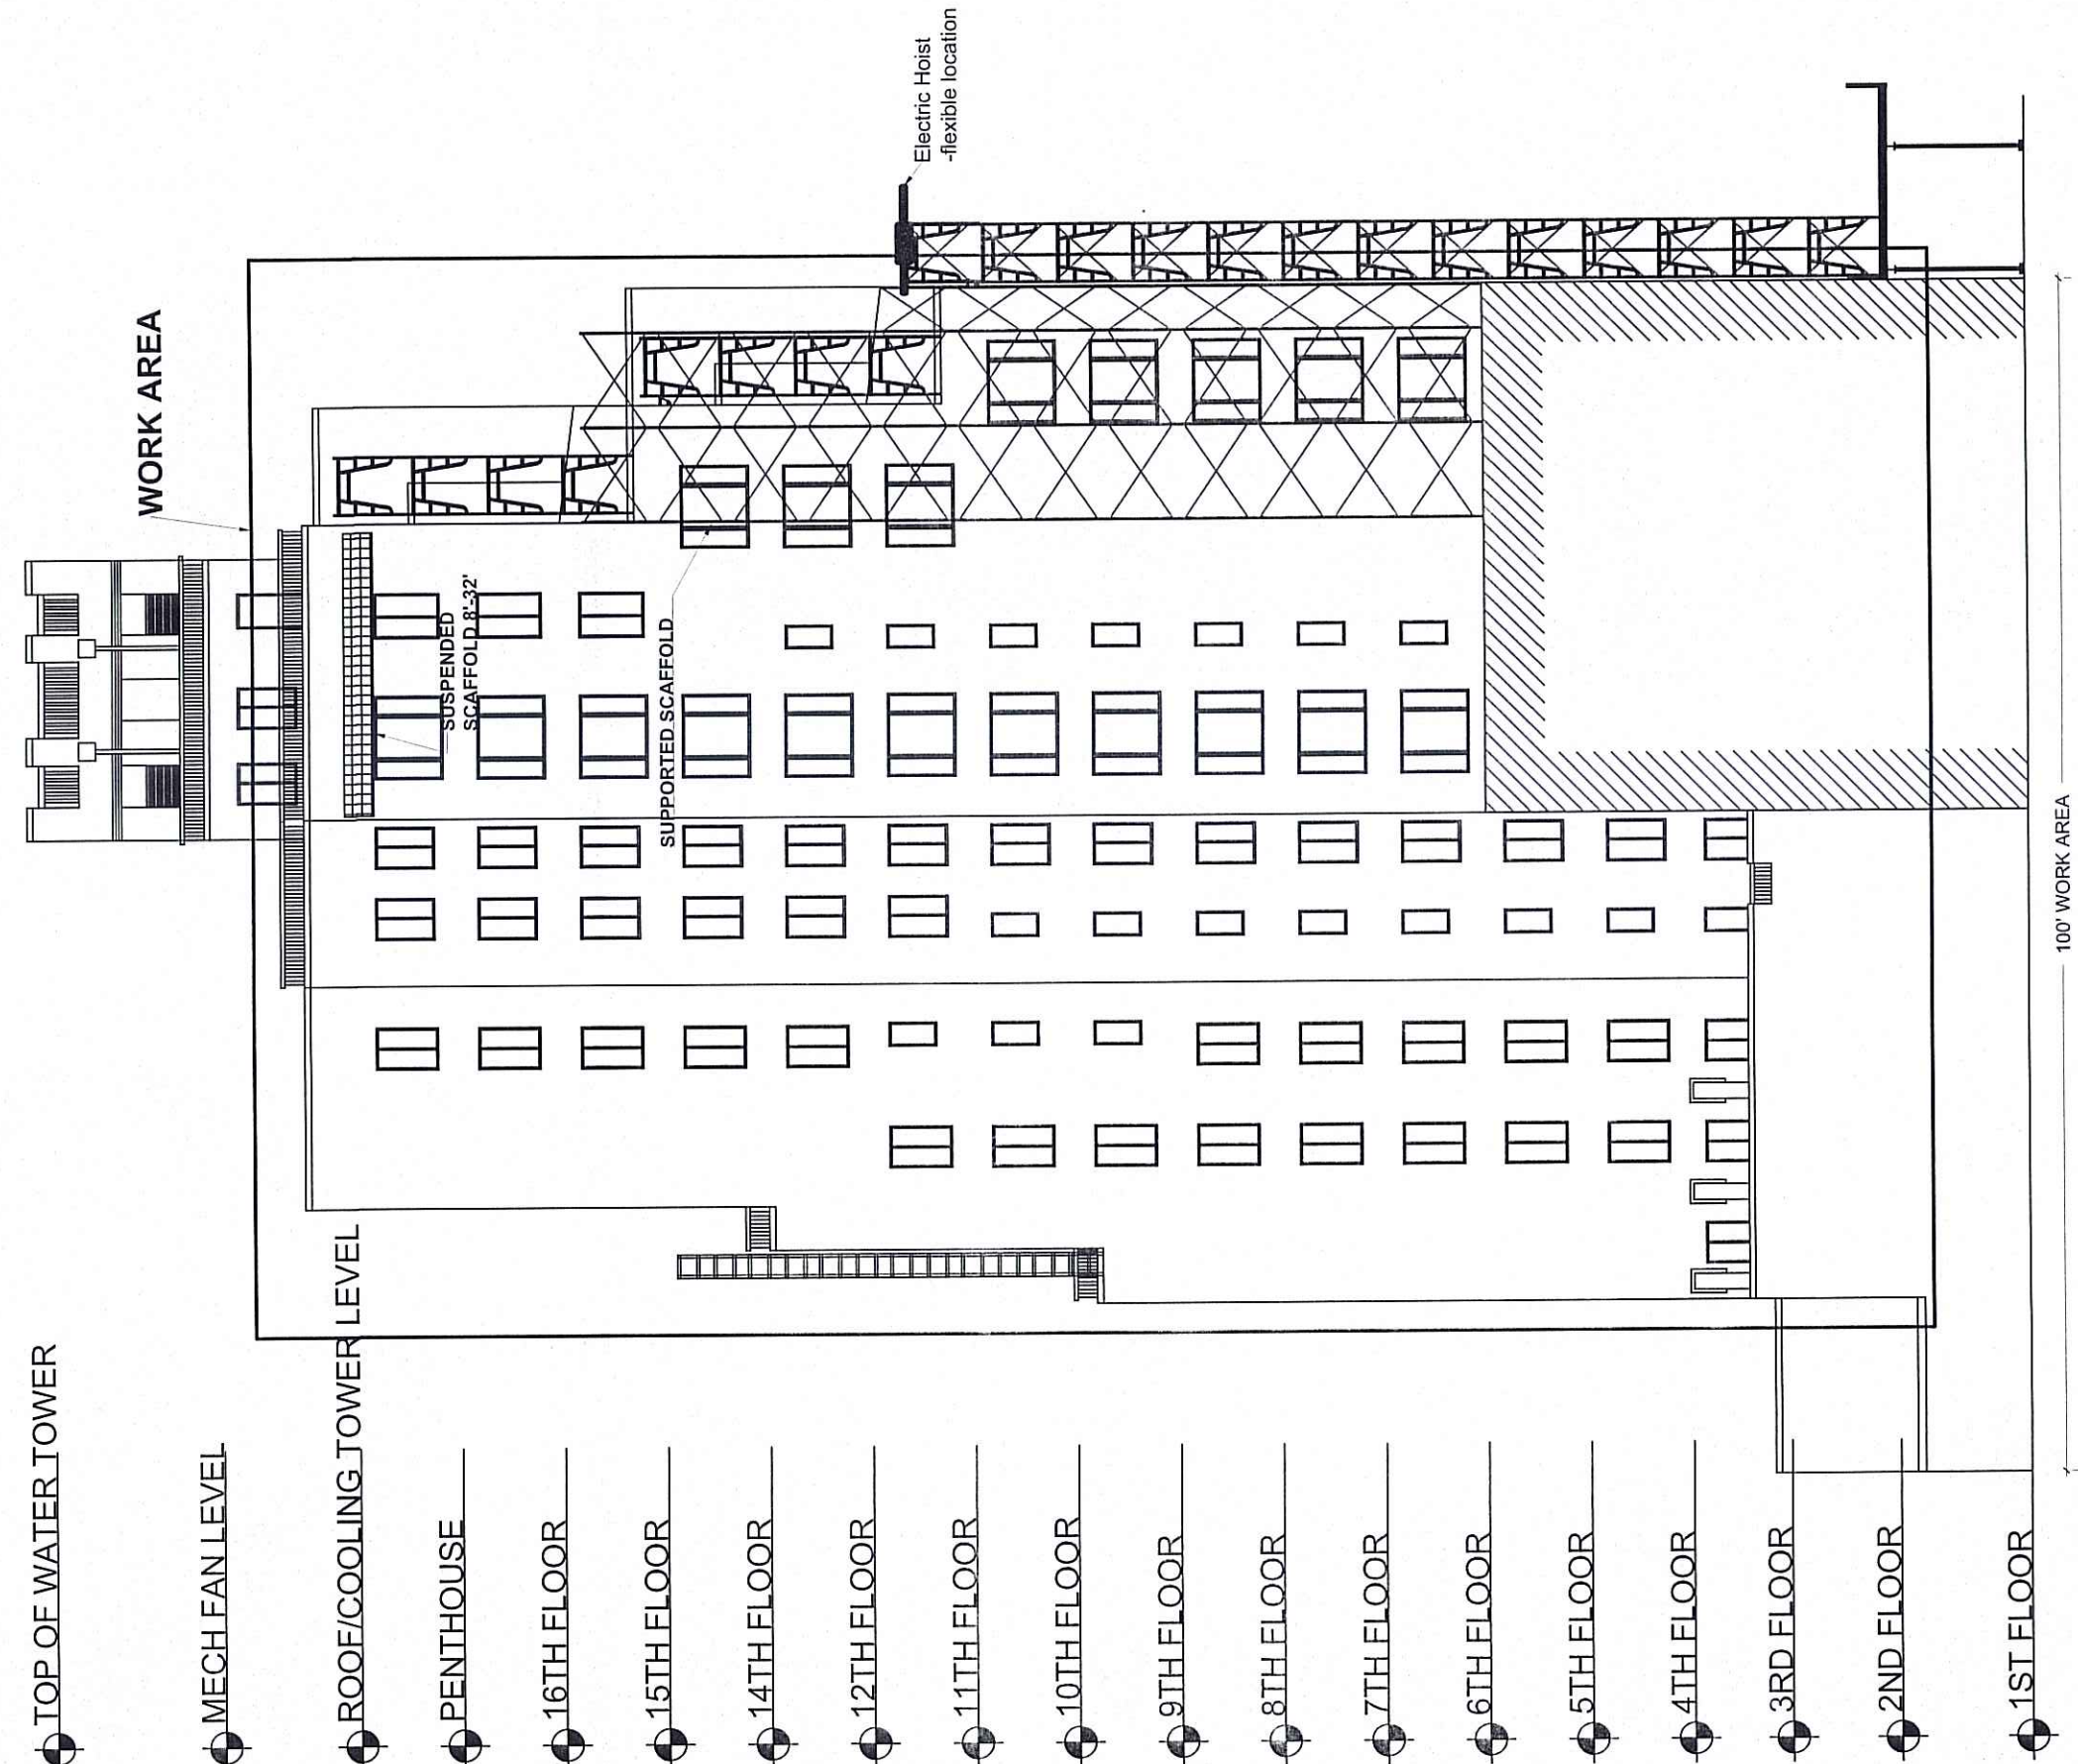 TOP OF WATER TOWER
MECH FAN LEVEL
ROOF/COOLING TOWER LEVEL
PENTHOUSE
16TH FLOOR
15TH FLOOR
14TH FLOOR
12TH FLOOR
11TH FLOOR
10TH FLOOR
9TH FLOOR
8TH FLOOR
7TH FLOOR
6TH FLOOR
5TH FLOOR
4TH FLOOR
3RD FLOOR
2ND FLOOR
1ST FLOOR
WORK AREA
SUSPENDED
SCAFFOLD 8'-32'
SUPPORTED SCAFFOLD
Electric Hoist
-flexible location
100' WORK AREA